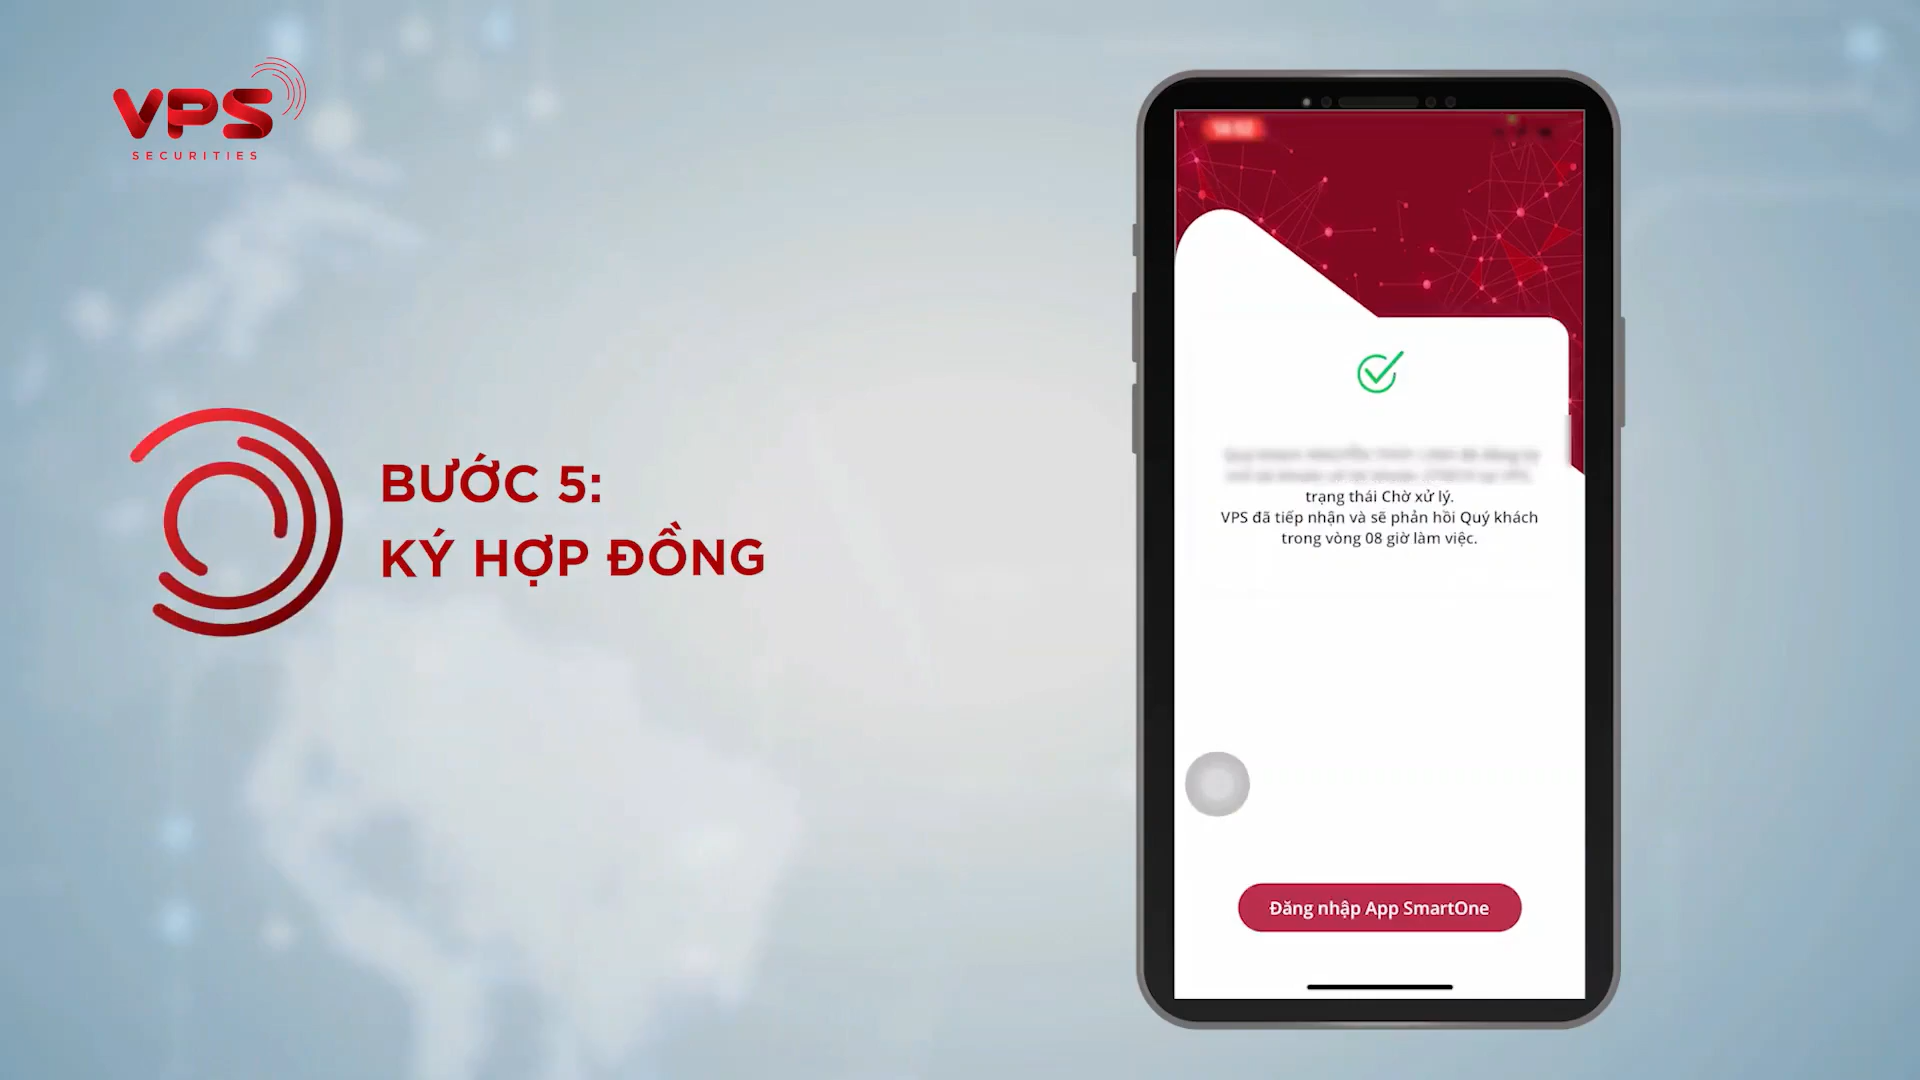 VPS
SECURITIES
BƯỚC 5:
KÝ HỢP ĐỒNG
trạng thái Chờ xử lý.
VPS đã tiếp nhận và sẽ phản hồi Quý khách
trong vòng 08 giờ làm việc.
Đăng nhập App SmartOne